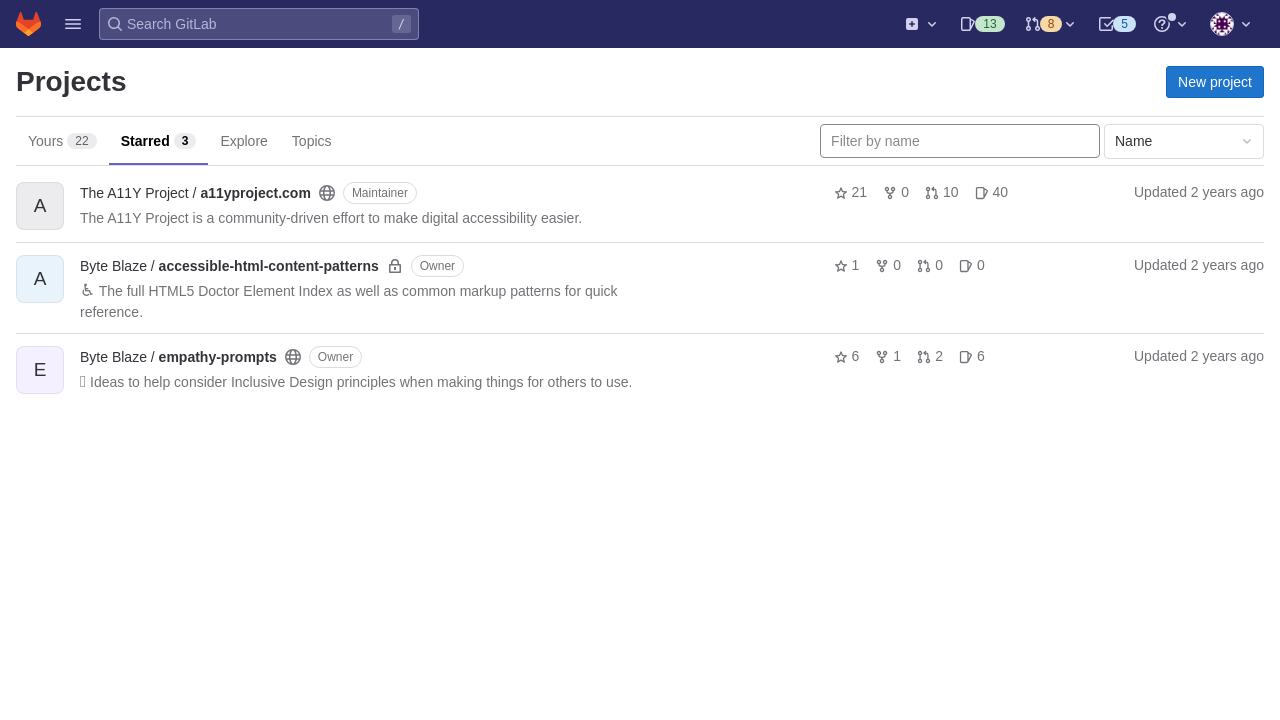 Search GitLab /
13
8
5
Projects
New project
Yours 22
Starred 3
Explore
Topics
Filter by name
Name
A
The A11Y Project / a11yproject.com
Maintainer
21 0 10 40
Updated 2 years ago
The A11Y Project is a community-driven effort to make digital accessibility easier.
A
Byte Blaze / accessible-html-content-patterns
Owner
1 0 0 0
Updated 2 years ago
♿ The full HTML5 Doctor Element Index as well as common markup patterns for quick
reference.
E
Byte Blaze / empathy-prompts
Owner
6 1 2 6
Updated 2 years ago
Ideas to help consider Inclusive Design principles when making things for others to use.